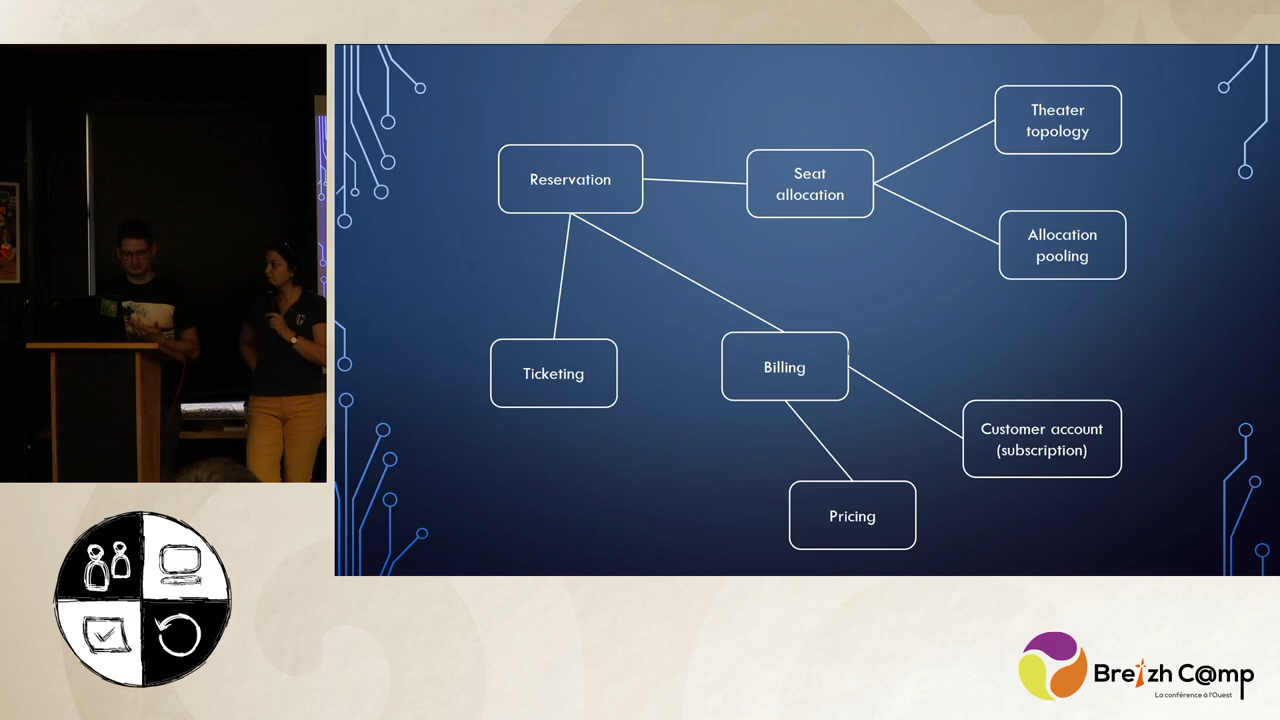 Theater
topology
Reservation
Seat
allocation
Allocation
pooling
Ticketing
Billing
Customer account
(subscription)
Pricing
Breizh C@mp
La conférence à l'Ouest